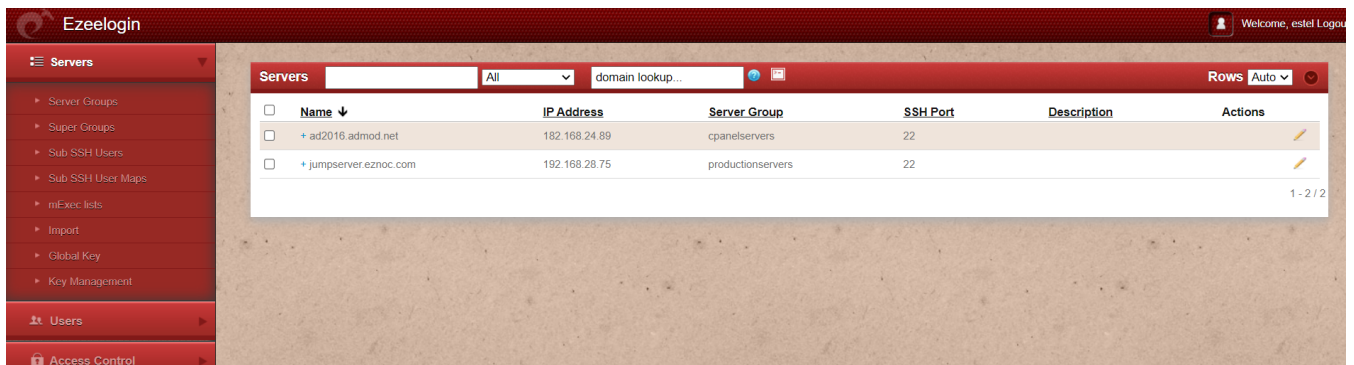 Ezeelogin
Welcome, estel Logou
Servers
Server Groups
Super Groups
Sub SSH Users
Sub SSH User Maps
mExec lists
Import
Global Key
Key Management
Users
Access Control
Servers All domain lookup... Rows Auto
Name IP Address Server Group SSH Port Description Actions
+ ad2016.admod.net 182.168.24.89 cpanelservers 22
+ jumpserver.eznoc.com 192.168.28.75 productionservers 22
1 - 2 / 2